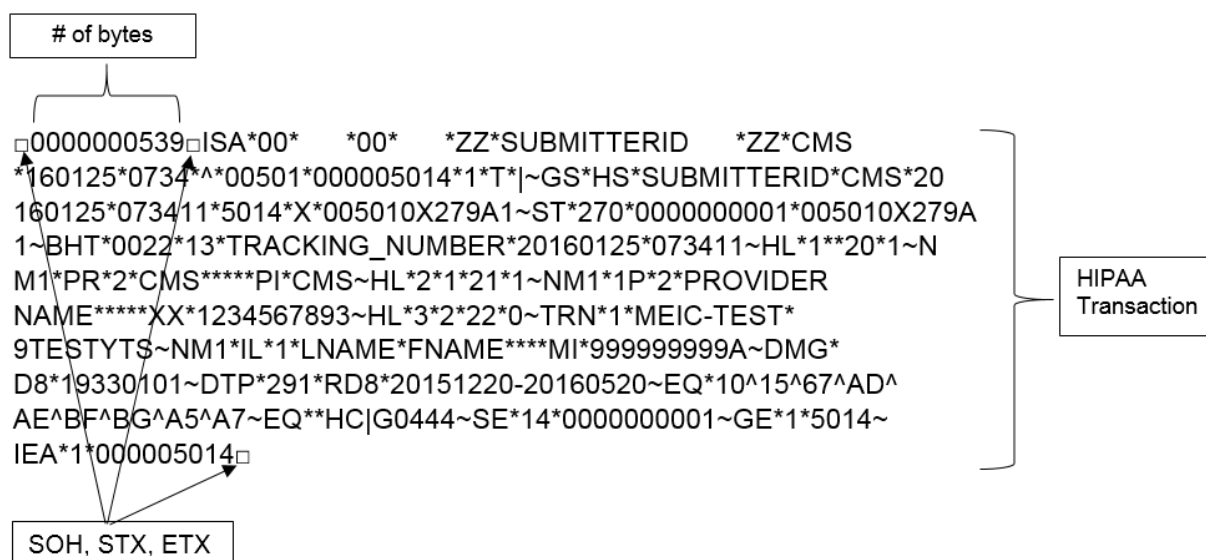 # of bytes
□0000000539□ISA*00*     *00*     *ZZ*SUBMITTERID     *ZZ*CMS
*160125*0734*^*00501*000005014*1*T*|~GS*HS*SUBMITTERID*CMS*20
160125*073411*5014*X*005010X279A1~ST*270*0000000001*005010X279A
1~BHT*0022*13*TRACKING_NUMBER*20160125*073411~HL*1**20*1~N
M1*PR*2*CMS*****PI*CMS~HL*2*1*21*1~NM1*1P*2*PROVIDER
NAME*****XX*1234567893~HL*3*2*22*0~TRN*1*MEIC-TEST*
9TESTYTS~NM1*IL*1*LNAME*FNAME****MI*999999999A~DMG*
D8*19330101~DTP*291*RD8*20151220-20160520~EQ*10^15^67^AD^
AE^BF^BG^A5^A7~EQ**HC|G0444~SE*14*0000000001~GE*1*5014~
IEA*1*000005014□
HIPAA
Transaction
SOH, STX, ETX